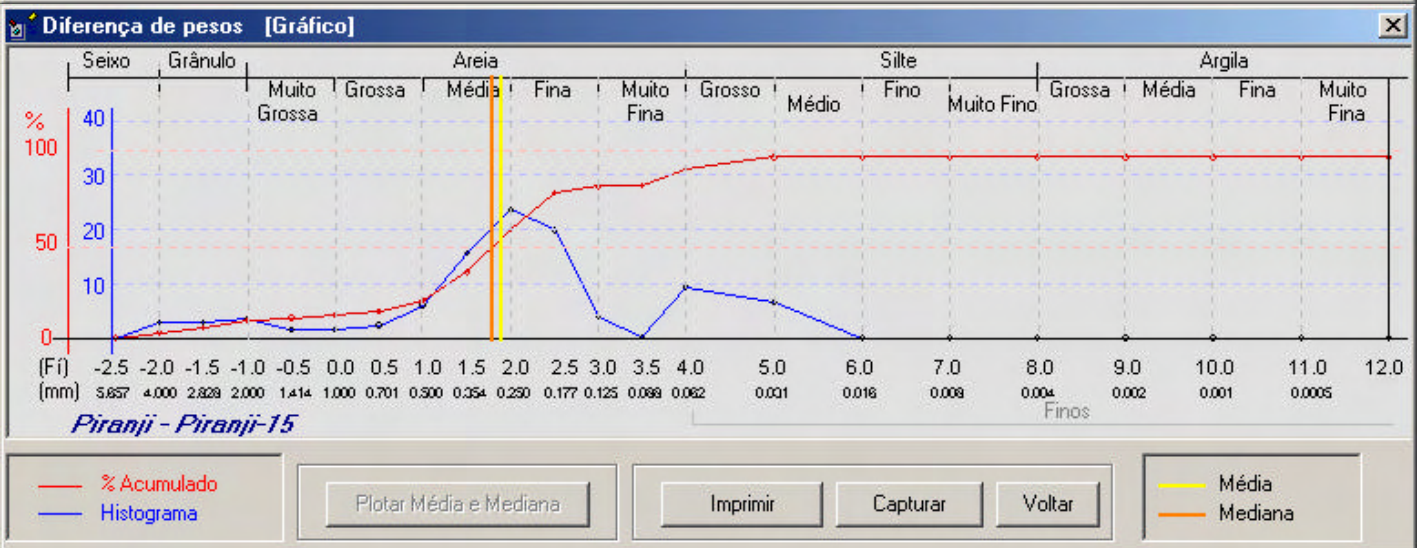 Diferença de pesos [Gráfico]
Seixo Grânulo Areia Silte Argila
Muito Grossa Grossa Média Fina Muito Fina Grosso Médio Fino Muito Fino Grossa Média Fina Muito Fina
%
100
50
0
40
30
20
10
(Fí) -2.5 -2.0 -1.5 -1.0 -0.5 0.0 0.5 1.0 1.5 2.0 2.5 3.0 3.5 4.0 5.0 6.0 7.0 8.0 9.0 10.0 11.0 12.0
(mm) 5.657 4.000 2.828 2.000 1.414 1.000 0.701 0.500 0.354 0.250 0.177 0.125 0.088 0.062 0.031 0.016 0.008 0.004 0.002 0.001 0.0005
Finos
Piranji - Piranji-15
% Acumulado
Histograma
Plotar Média e Mediana
Imprimir Capturar Voltar
Média
Mediana